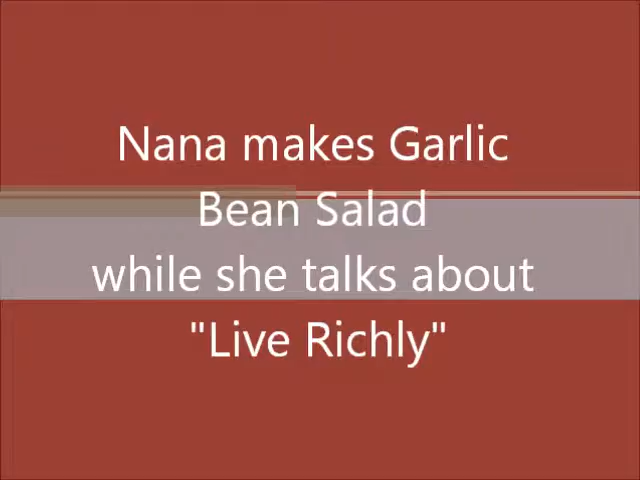 Nana makes Garlic
Bean Salad
while she talks about
"Live Richly"